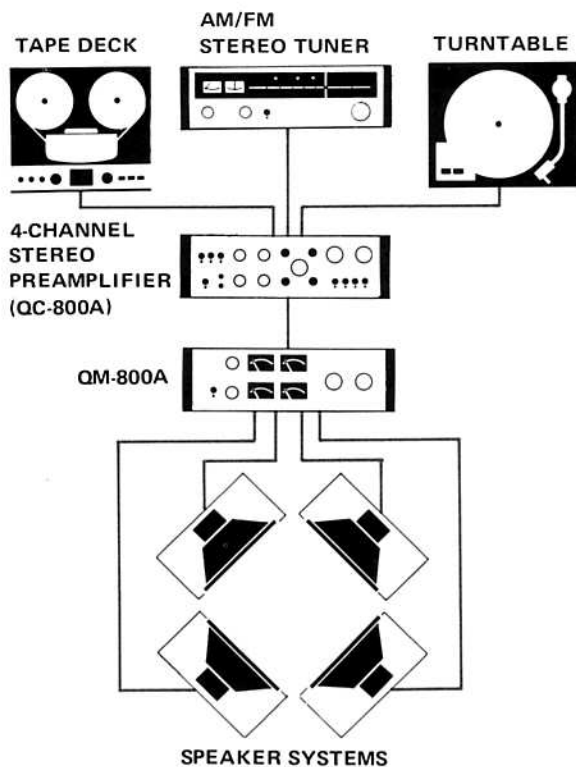 AM/FM
STEREO TUNER
TAPE DECK
TURNTABLE
4-CHANNEL
STEREO
PREAMPLIFIER
(QC-800A)
QM-800A
SPEAKER SYSTEMS